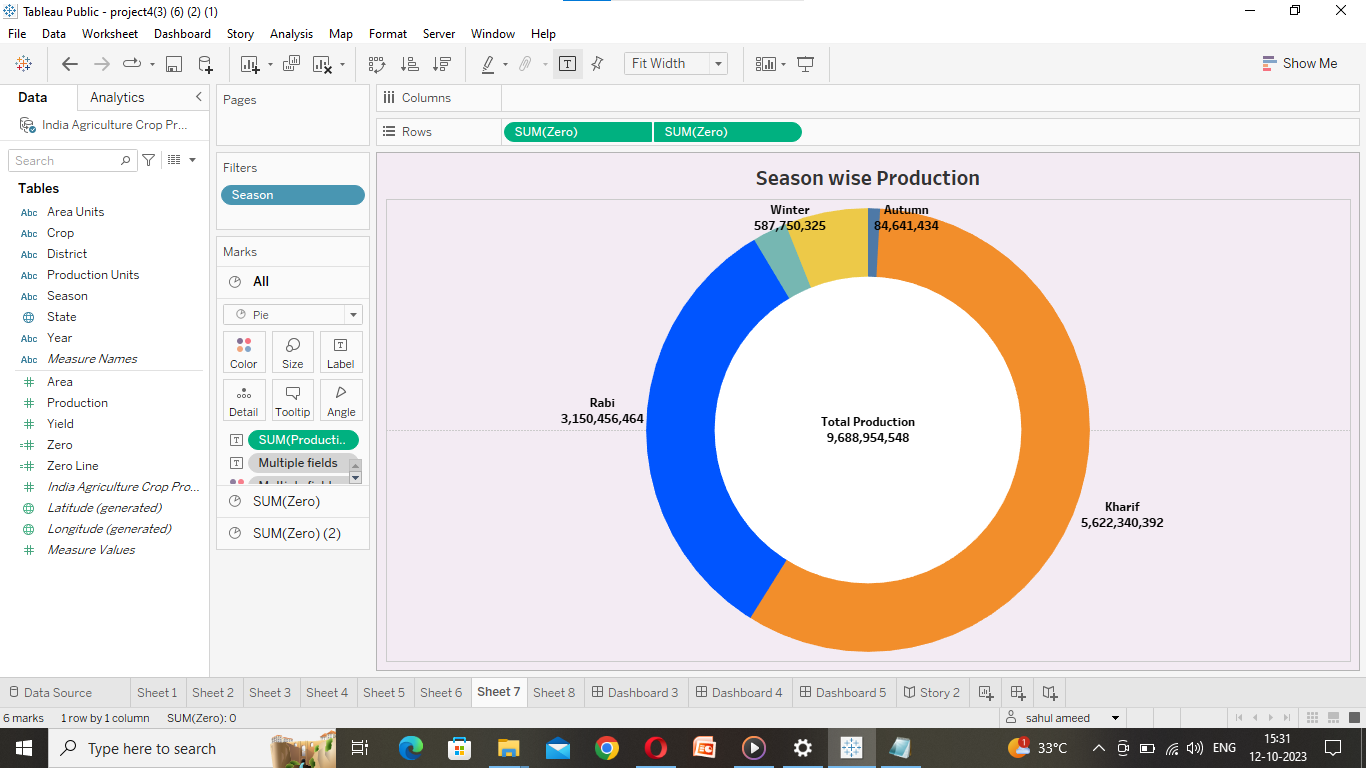 Tableau Public - project4(3) (6) (2) (1)
File Data Worksheet Dashboard Story Analysis Map Format Server Window Help
Fit Width
Show Me
Data Analytics
India Agriculture Crop Pr...
Search
Tables
Abc Area Units
Abc Crop
Abc District
Abc Production Units
Abc Season
State
Abc Year
Abc Measure Names
Area
Production
Yield
Zero
Zero Line
India Agriculture Crop Pro...
Latitude (generated)
Longitude (generated)
Measure Values
Pages
Filters
Season
Marks
All
Pie
Color Size Label
Detail Tooltip Angle
SUM(Producti..
Multiple fields
SUM(Zero)
SUM(Zero) (2)
Columns
Rows SUM(Zero) SUM(Zero)
Season wise Production
Winter
587,750,325
Autumn
84,641,434
Rabi
3,150,456,464
Total Production
9,688,954,548
Kharif
5,622,340,392
Data Source Sheet 1 Sheet 2 Sheet 3 Sheet 4 Sheet 5 Sheet 6 Sheet 7 Sheet 8 Dashboard 3 Dashboard 4 Dashboard 5 Story 2
6 marks 1 row by 1 column SUM(Zero): 0 sahul ameed
Type here to search 1 33°C ENG 15:31
12-10-2023